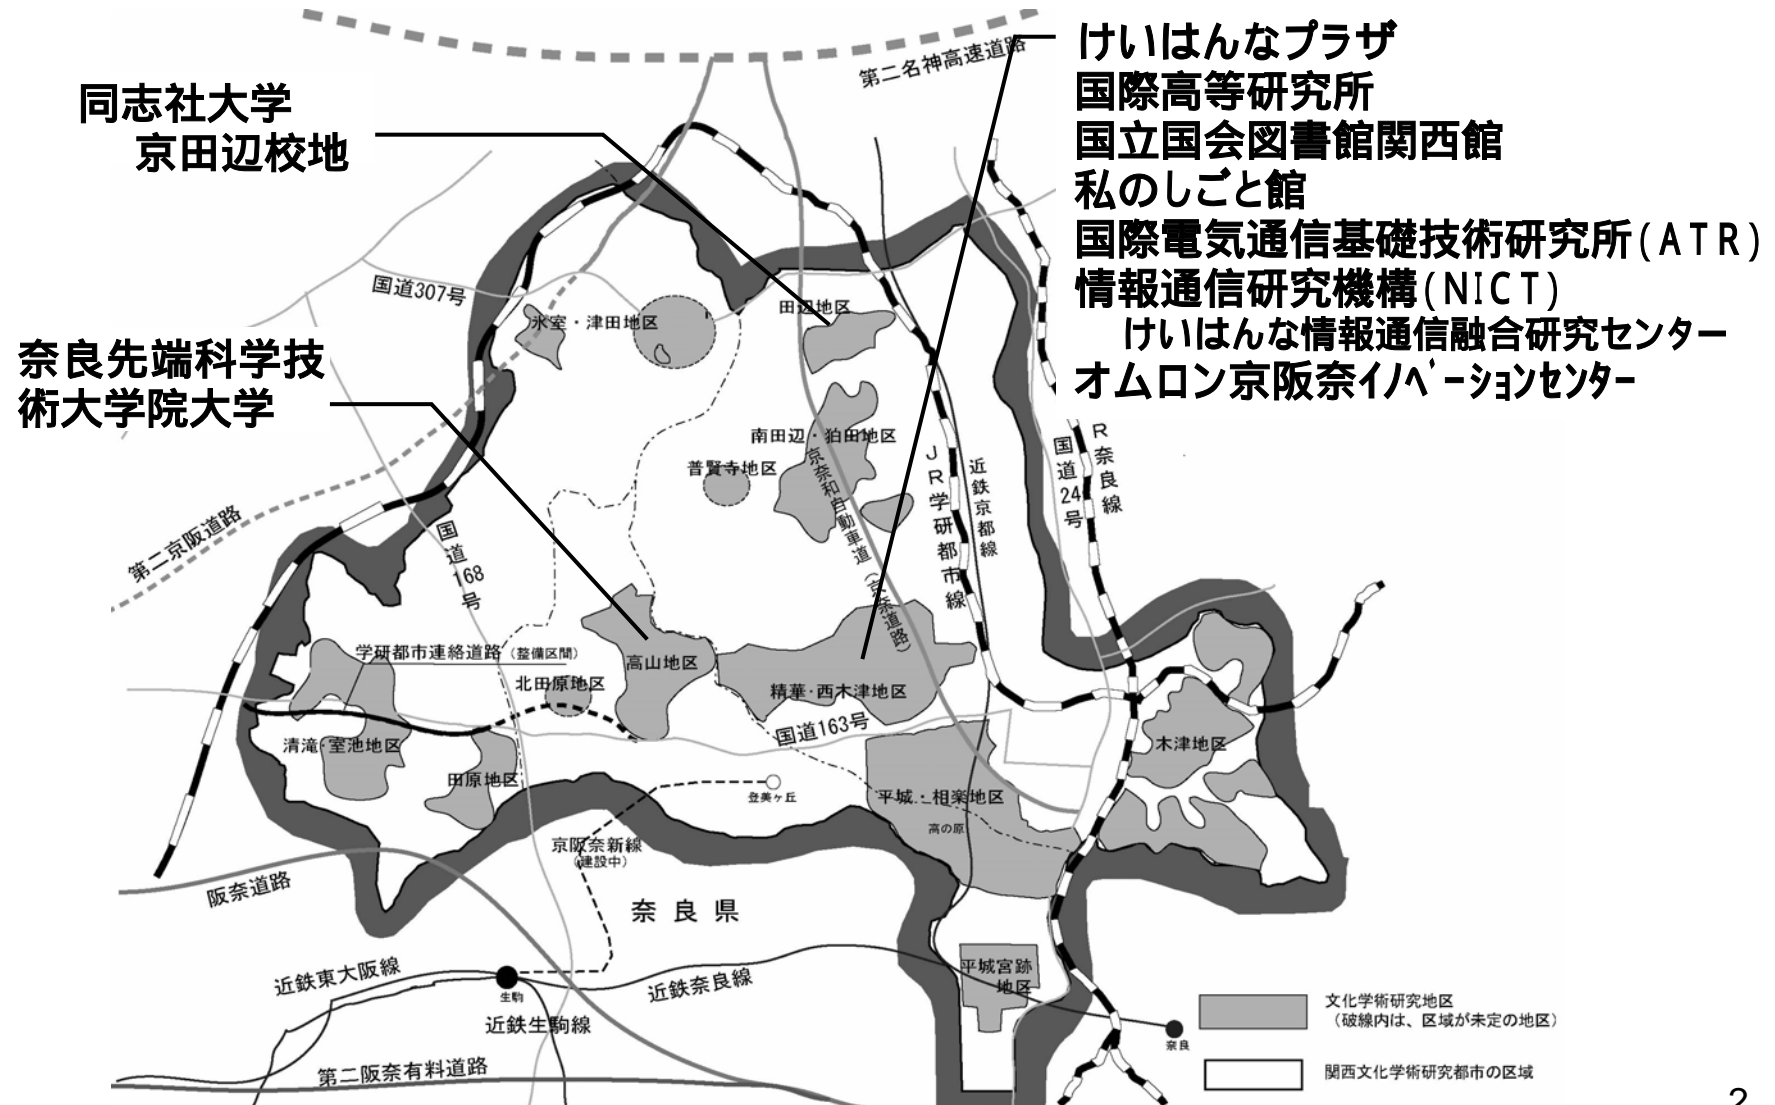 けいはんなプラザ
国際高等研究所
国立国会図書館関西館
私のしごと館
国際電気通信基礎技術研究所(ATR)
情報通信研究機構(NICT)
けいはんな情報通信融合研究センター
オムロン京阪奈ｲﾉﾍﾞｰｼｮﾝｾﾝﾀｰ
同志社大学
京田辺校地
奈良先端科学技
術大学院大学
第二名神高速道路
国道307号
氷室・津田地区
田辺地区
南田辺・狛田地区
普賢寺地区
京奈和自動車道（京奈道路）
JR学研都市線
近鉄京都線
国道24号
R奈良線
第二京阪道路
国道168号
学研都市連絡道路（整備区間）
北田原地区
高山地区
精華・西木津地区
国道163号
清滝・室池地区
田原地区
木津地区
登美ヶ丘
平城・相楽地区
高の原
京阪奈新線
（建設中）
阪奈道路
奈良県
近鉄東大阪線
生駒
近鉄奈良線
近鉄生駒線
平城宮跡
地区
奈良
第二阪奈有料道路
文化学術研究地区
（破線内は、区域が未定の地区）
関西文化学術研究都市の区域
2